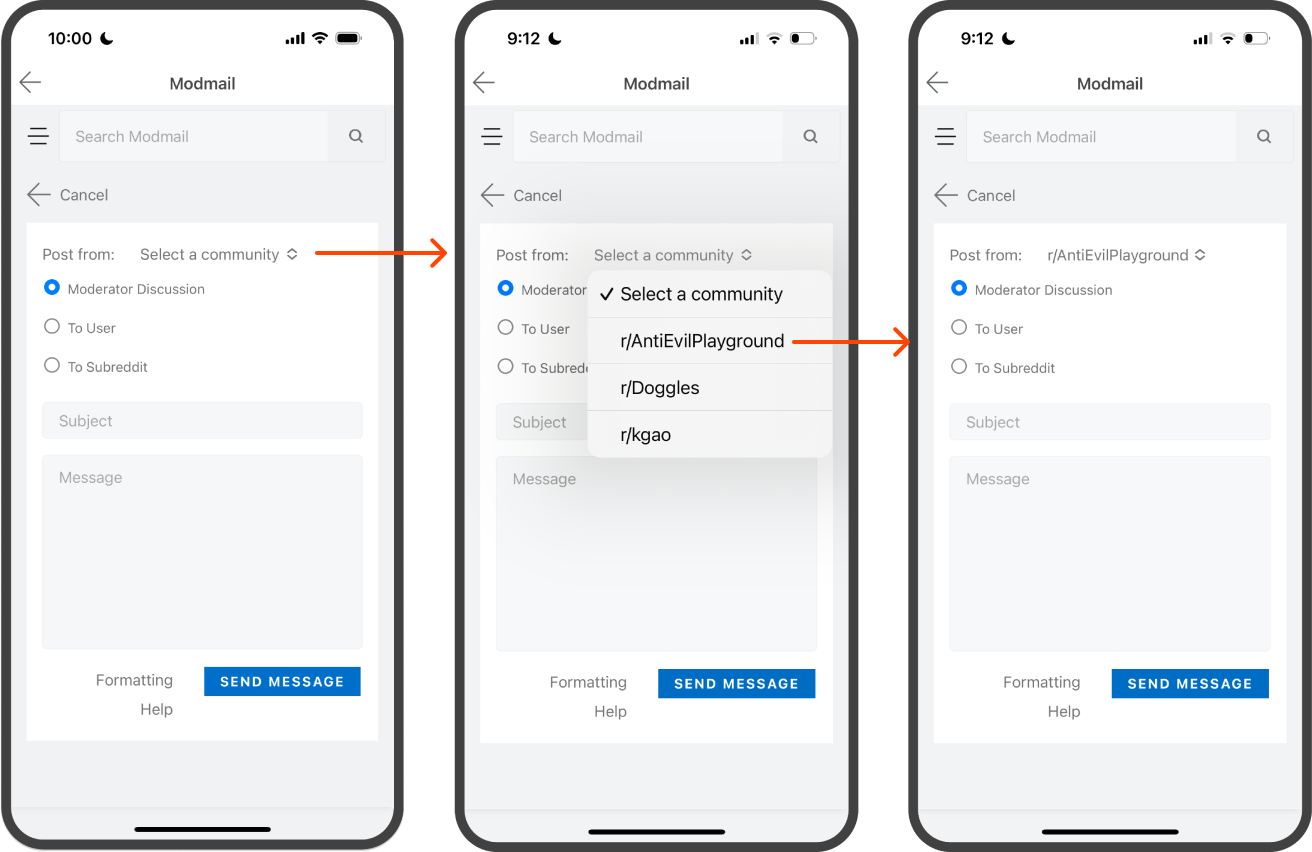 10:00
Modmail
Search Modmail
Cancel
Post from: Select a community
Moderator Discussion
To User
To Subreddit
Subject
Message
Formatting
Help
SEND MESSAGE
9:12
Modmail
Search Modmail
Cancel
Post from: Select a community
Moderator
To User
To Subred
Select a community
r/AntiEvilPlayground
r/Doggles
r/kgao
Subject
Message
Formatting
Help
SEND MESSAGE
9:12
Modmail
Search Modmail
Cancel
Post from: r/AntiEvilPlayground
Moderator Discussion
To User
To Subreddit
Subject
Message
Formatting
Help
SEND MESSAGE